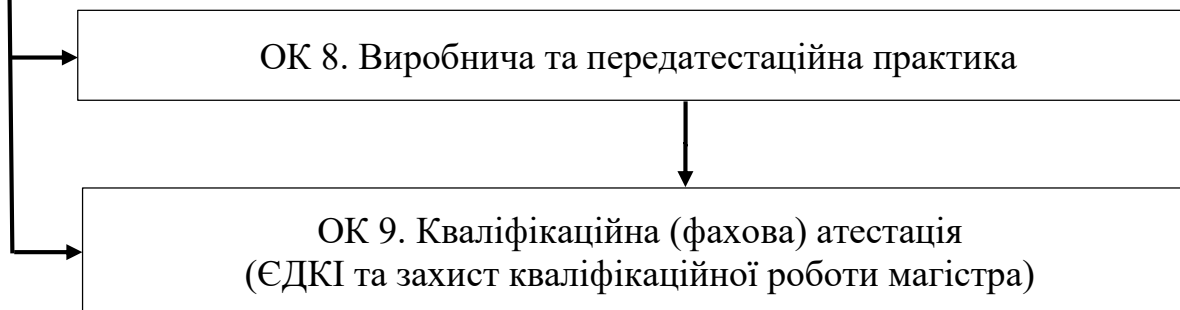 ОК 8. Виробнича та передатестаційна практика
ОК 9. Кваліфікаційна (фахова) атестація
(ЄДКІ та захист кваліфікаційної роботи магістра)